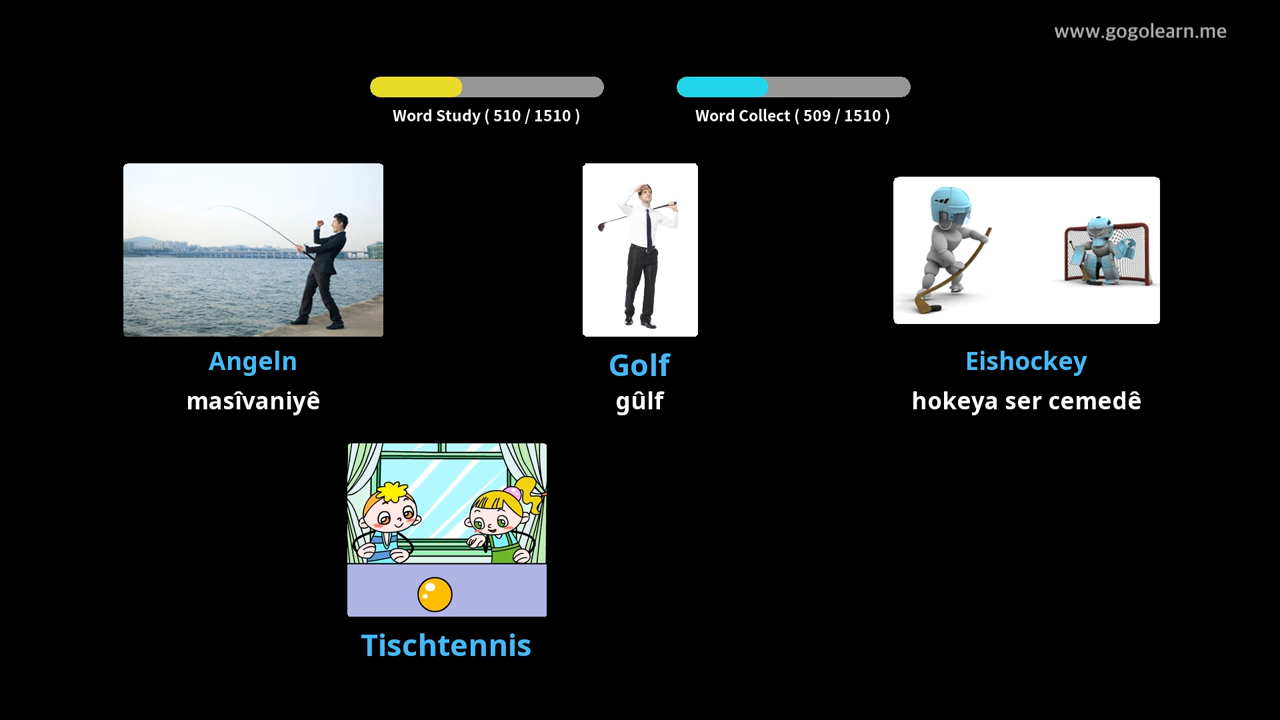 www.gogolearn.me
Word Study ( 510 / 1510 )
Word Collect ( 509 / 1510 )
Angeln
masîvaniyê
Golf
gûlf
Eishockey
hokeya ser cemedê
Tischtennis